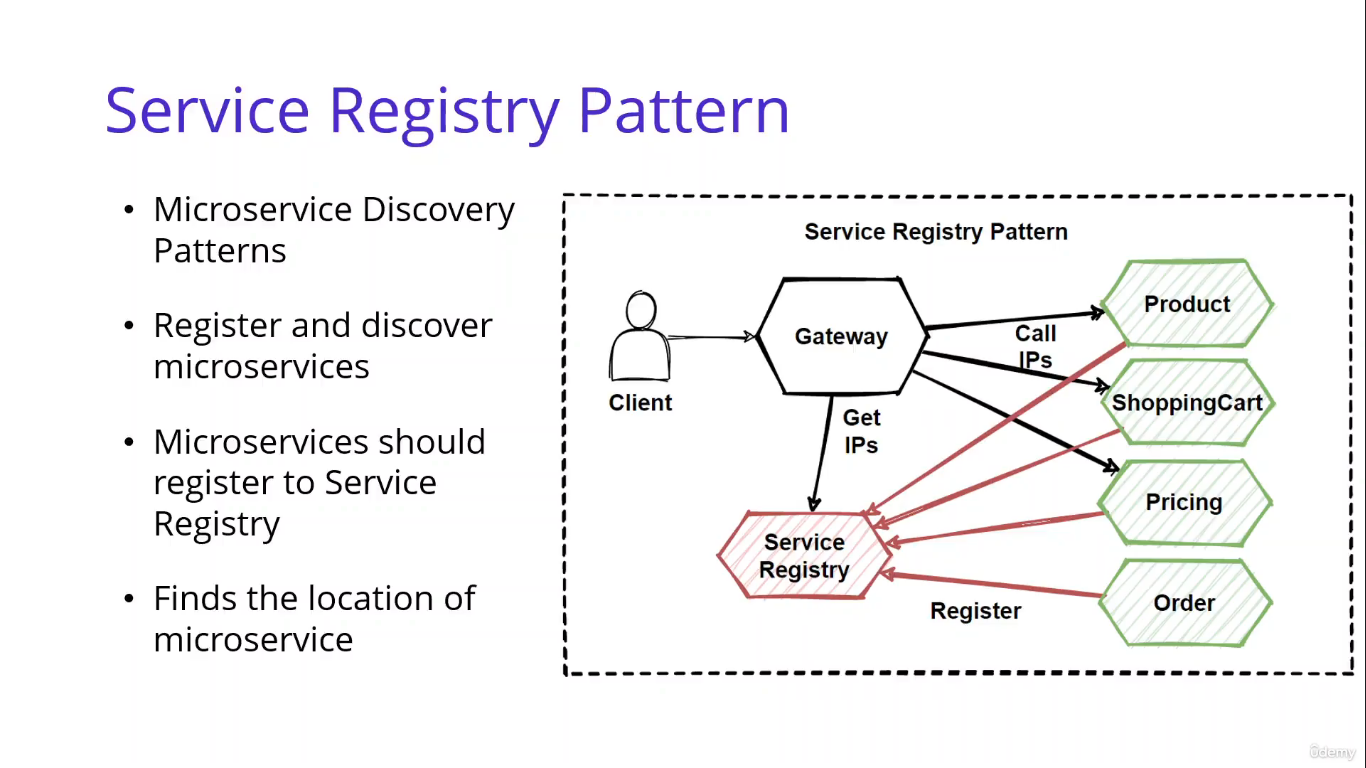 Service Registry Pattern
• Microservice Discovery
Patterns
• Register and discover
microservices
• Microservices should
register to Service
Registry
• Finds the location of
microservice
Service Registry Pattern
Client
Gateway
Call
IPs
Get
IPs
Product
ShoppingCart
Pricing
Order
Service
Registry
Register
ûdemy